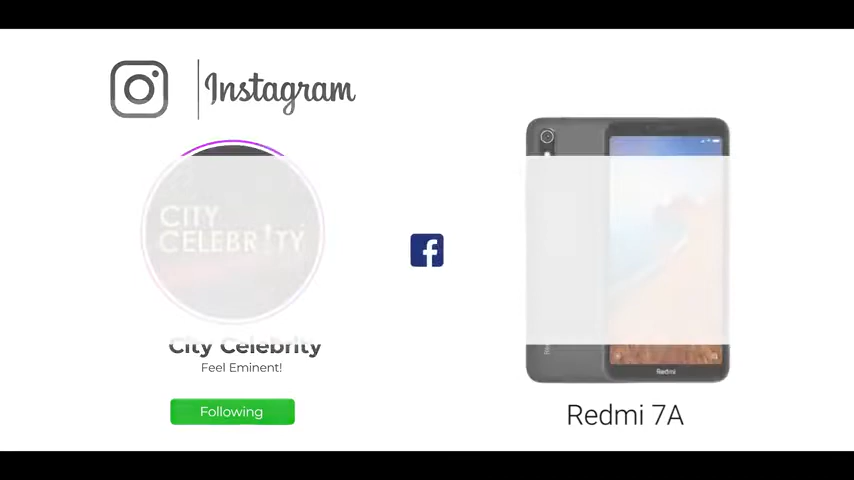 Instagram
CITY
CELEBR!TY
City Celebrity
Feel Eminent!
Following
Redmi
Redmi 7A